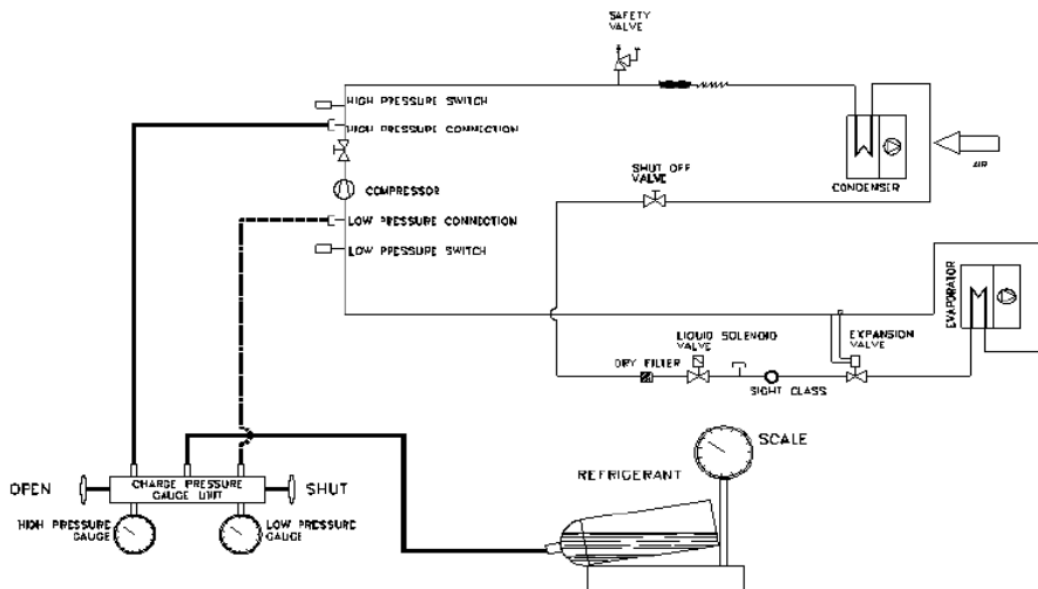 SAFETY
VALVE
HIGH PRESSURE SWITCH
HIGH PRESSURE CONNECTION
COMPRESSOR
LOW PRESSURE CONNECTION
LOW PRESSURE SWITCH
SHUT OFF
VALVE
CONDENSER
AIR
EVAPORATOR
LIQUID SOLENOID
VALVE
EXPANSION
VALVE
DRY FILTER
SIGHT GLASS
SCALE
REFRIGERANT
OPEN
CHARGE PRESSURE
GAUGE UNIT
SHUT
HIGH PRESSURE
GAUGE
LOW PRESSURE
GAUGE